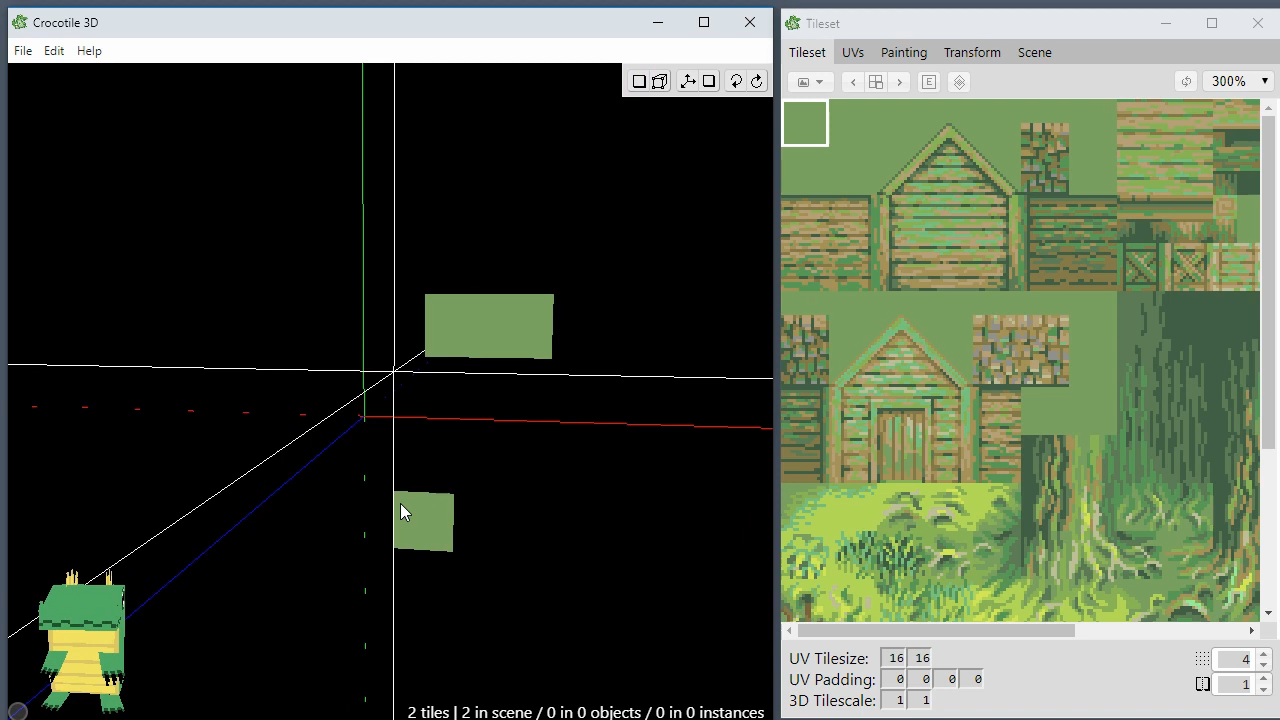 Crocotile 3D
File Edit Help
2 tiles | 2 in scene / 0 in 0 objects / 0 in 0 instances
Tileset
Tileset UVs Painting Transform Scene
E 300%
UV Tilesize: 16 16
4
UV Padding: 0 0 0 0
1
3D Tilescale: 1 1